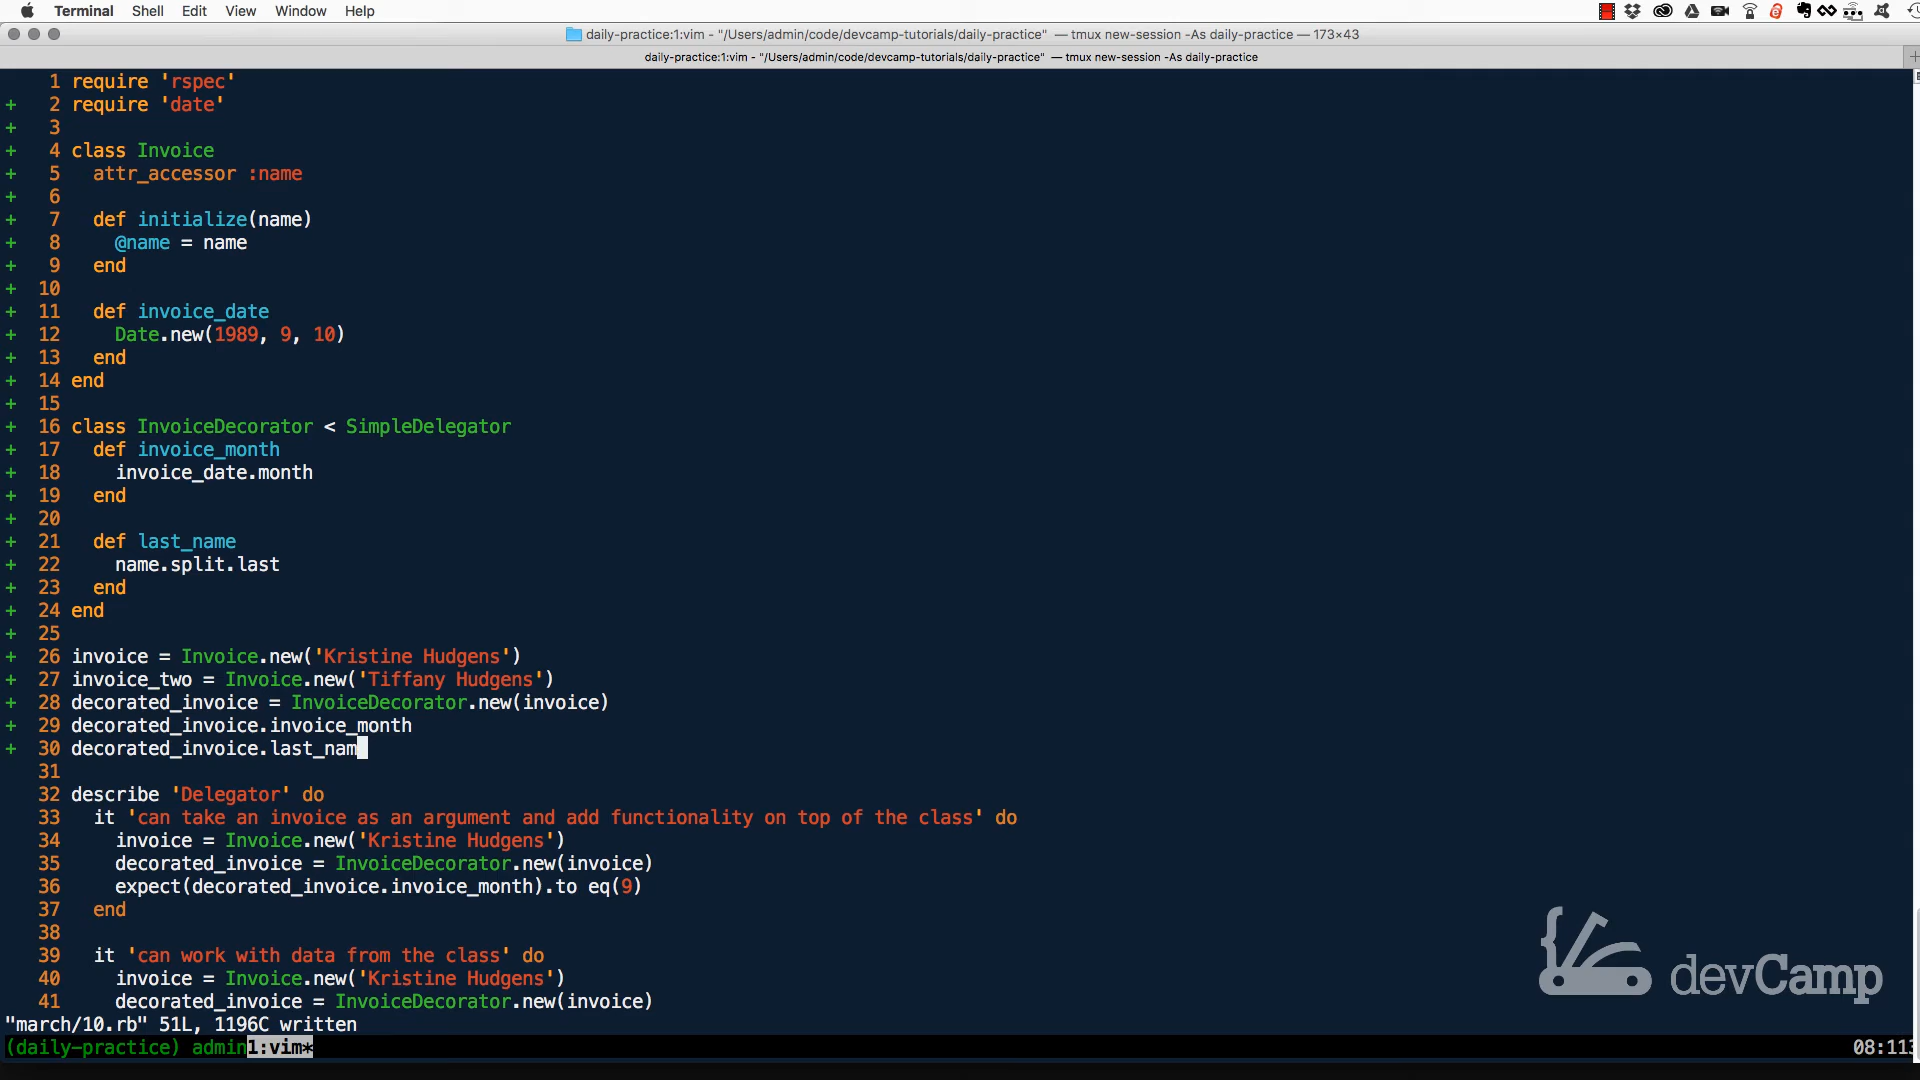 Terminal Shell Edit View Window Help
daily-practice:1:vim - "/Users/admin/code/devcamp-tutorials/daily-practice" — tmux new-session -As daily-practice — 173×43
daily-practice:1:vim - "/Users/admin/code/devcamp-tutorials/daily-practice" — tmux new-session -As daily-practice
1 require 'rspec'
+ 2 require 'date'
+ 3
+ 4 class Invoice
+ 5   attr_accessor :name
+ 6
+ 7   def initialize(name)
+ 8     @name = name
+ 9   end
+ 10
+ 11   def invoice_date
+ 12     Date.new(1989, 9, 10)
+ 13   end
+ 14 end
+ 15
+ 16 class InvoiceDecorator < SimpleDelegator
+ 17   def invoice_month
+ 18     invoice_date.month
+ 19   end
+ 20
+ 21   def last_name
+ 22     name.split.last
+ 23   end
+ 24 end
+ 25
+ 26 invoice = Invoice.new('Kristine Hudgens')
+ 27 invoice_two = Invoice.new('Tiffany Hudgens')
+ 28 decorated_invoice = InvoiceDecorator.new(invoice)
+ 29 decorated_invoice.invoice_month
+ 30 decorated_invoice.last_nam
31
32 describe 'Delegator' do
33   it 'can take an invoice as an argument and add functionality on top of the class' do
34     invoice = Invoice.new('Kristine Hudgens')
35     decorated_invoice = InvoiceDecorator.new(invoice)
36     expect(decorated_invoice.invoice_month).to eq(9)
37   end
38
39   it 'can work with data from the class' do
40     invoice = Invoice.new('Kristine Hudgens')
41     decorated_invoice = InvoiceDecorator.new(invoice)
devCamp
"march/10.rb" 51L, 1196C written
(daily-practice) admin1:vim* 08:113